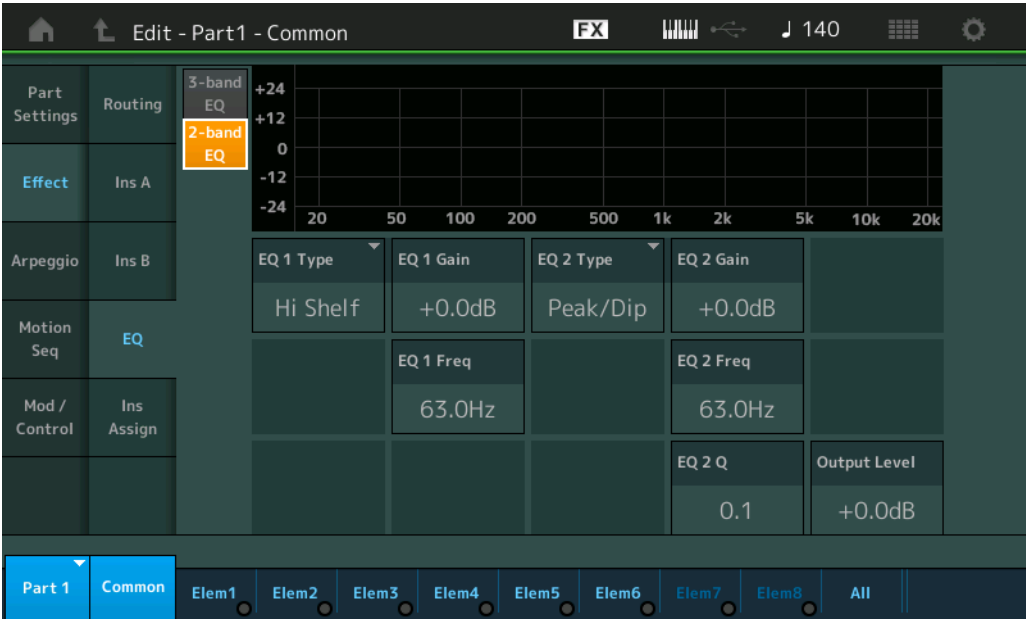 Edit - Part1 - Common
FX
♩ 140
Part
Settings
Routing
3-band
EQ
2-band
EQ
+24
+12
0
-12
-24
20 50 100 200 500 1k 2k 5k 10k 20k
Effect
Ins A
Arpeggio
Ins B
EQ 1 Type
Hi Shelf
EQ 1 Gain
+0.0dB
EQ 2 Type
Peak/Dip
EQ 2 Gain
+0.0dB
Motion
Seq
EQ
EQ 1 Freq
63.0Hz
EQ 2 Freq
63.0Hz
Mod /
Control
Ins
Assign
EQ 2 Q
0.1
Output Level
+0.0dB
Part 1
Common
Elem1 Elem2 Elem3 Elem4 Elem5 Elem6 Elem7 Elem8 All